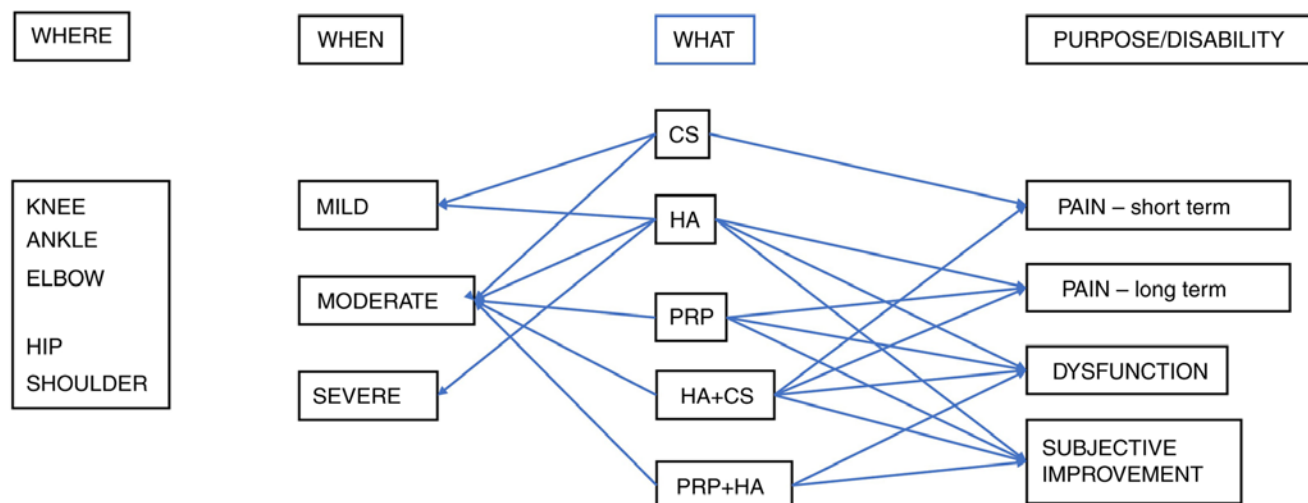 WHERE
WHEN
WHAT
PURPOSE/DISABILITY
KNEE
ANKLE
ELBOW
HIP
SHOULDER
MILD
MODERATE
SEVERE
CS
HA
PRP
HA+CS
PRP+HA
PAIN – short term
PAIN – long term
DYSFUNCTION
SUBJECTIVE
IMPROVEMENT